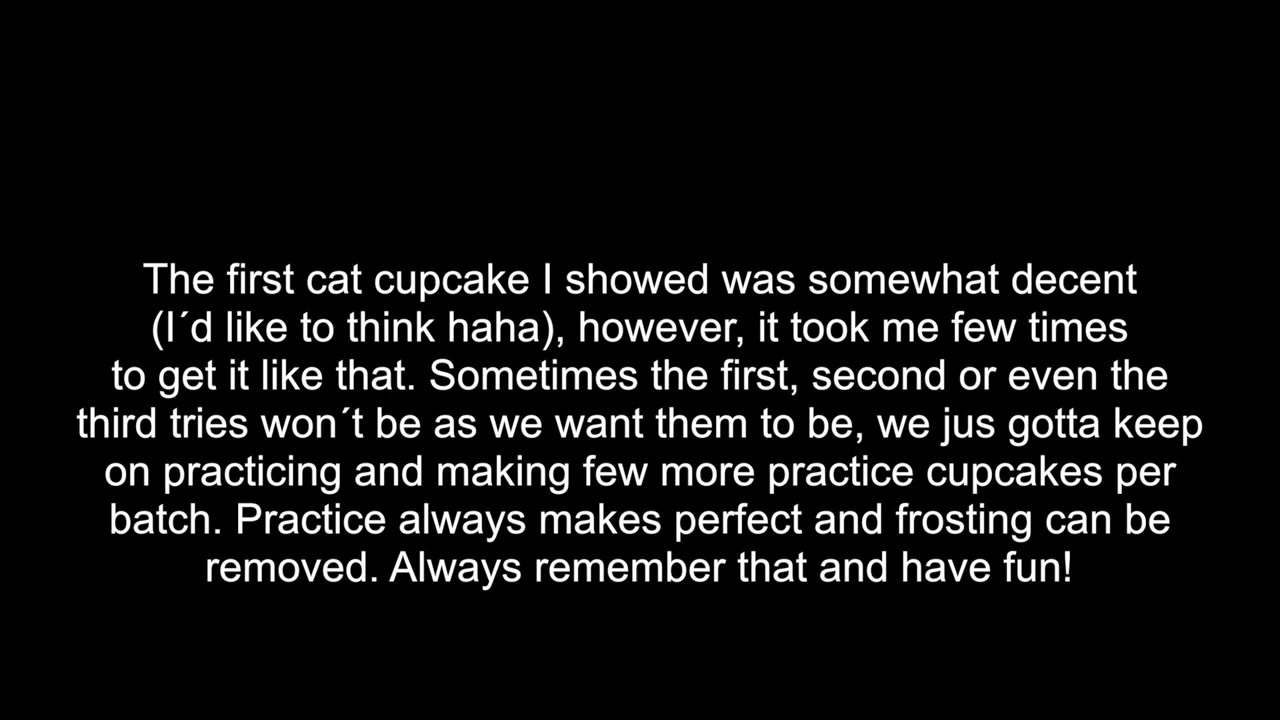 The first cat cupcake I showed was somewhat decent
(I´d like to think haha), however, it took me few times
to get it like that. Sometimes the first, second or even the
third tries won´t be as we want them to be, we jus gotta keep
on practicing and making few more practice cupcakes per
batch. Practice always makes perfect and frosting can be
removed. Always remember that and have fun!